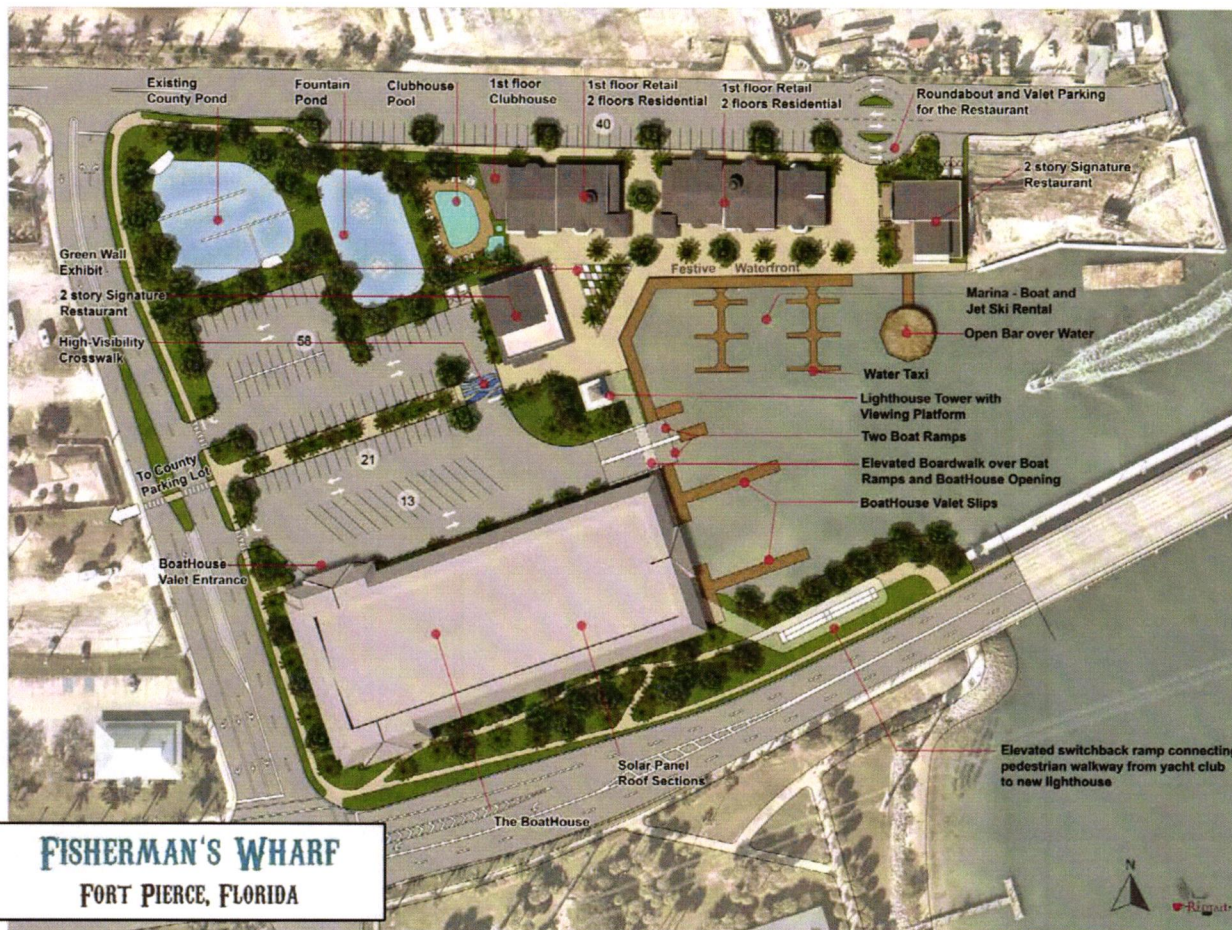 Existing
County Pond
Fountain
Pond
Clubhouse
Pool
1st floor
Clubhouse
1st floor Retail
2 floors Residential
1st floor Retail
2 floors Residential
Roundabout and Valet Parking
for the Restaurant
40
2 story Signature
Restaurant
Green Wall
Exhibit
Festive Waterfront
2 story Signature
Restaurant
Marina - Boat and
Jet Ski Rental
High-Visibility
Crosswalk
58
Open Bar over Water
Water Taxi
Lighthouse Tower with
Viewing Platform
Two Boat Ramps
To County
Parking Lot
21
Elevated Boardwalk over Boat
Ramps and BoatHouse Opening
13
BoatHouse Valet Slips
BoatHouse
Valet Entrance
Solar Panel
Roof Sections
Elevated switchback ramp connecting
pedestrian walkway from yacht club
to new lighthouse
The BoatHouse
FISHERMAN'S WHARF
FORT PIERCE, FLORIDA
N